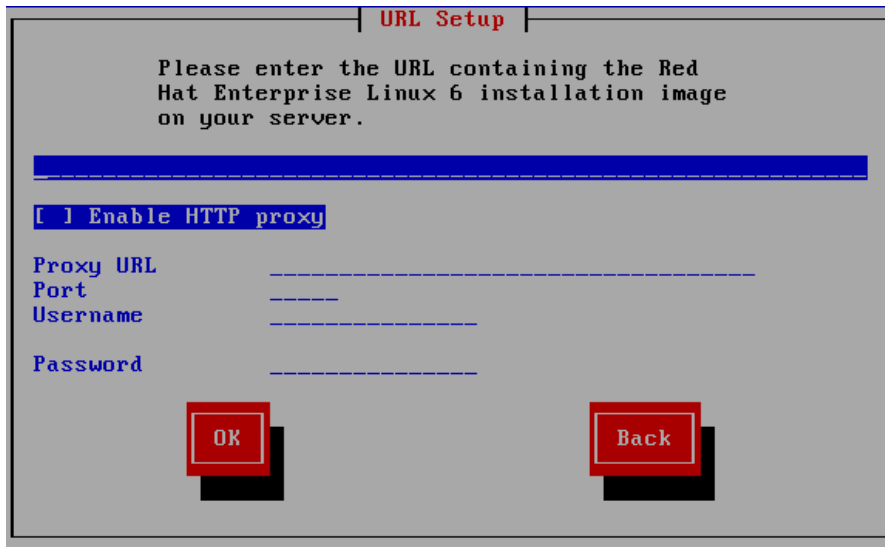 URL Setup
Please enter the URL containing the Red
Hat Enterprise Linux 6 installation image
on your server.
[ ] Enable HTTP proxy
Proxy URL
Port
Username
Password
OK Back